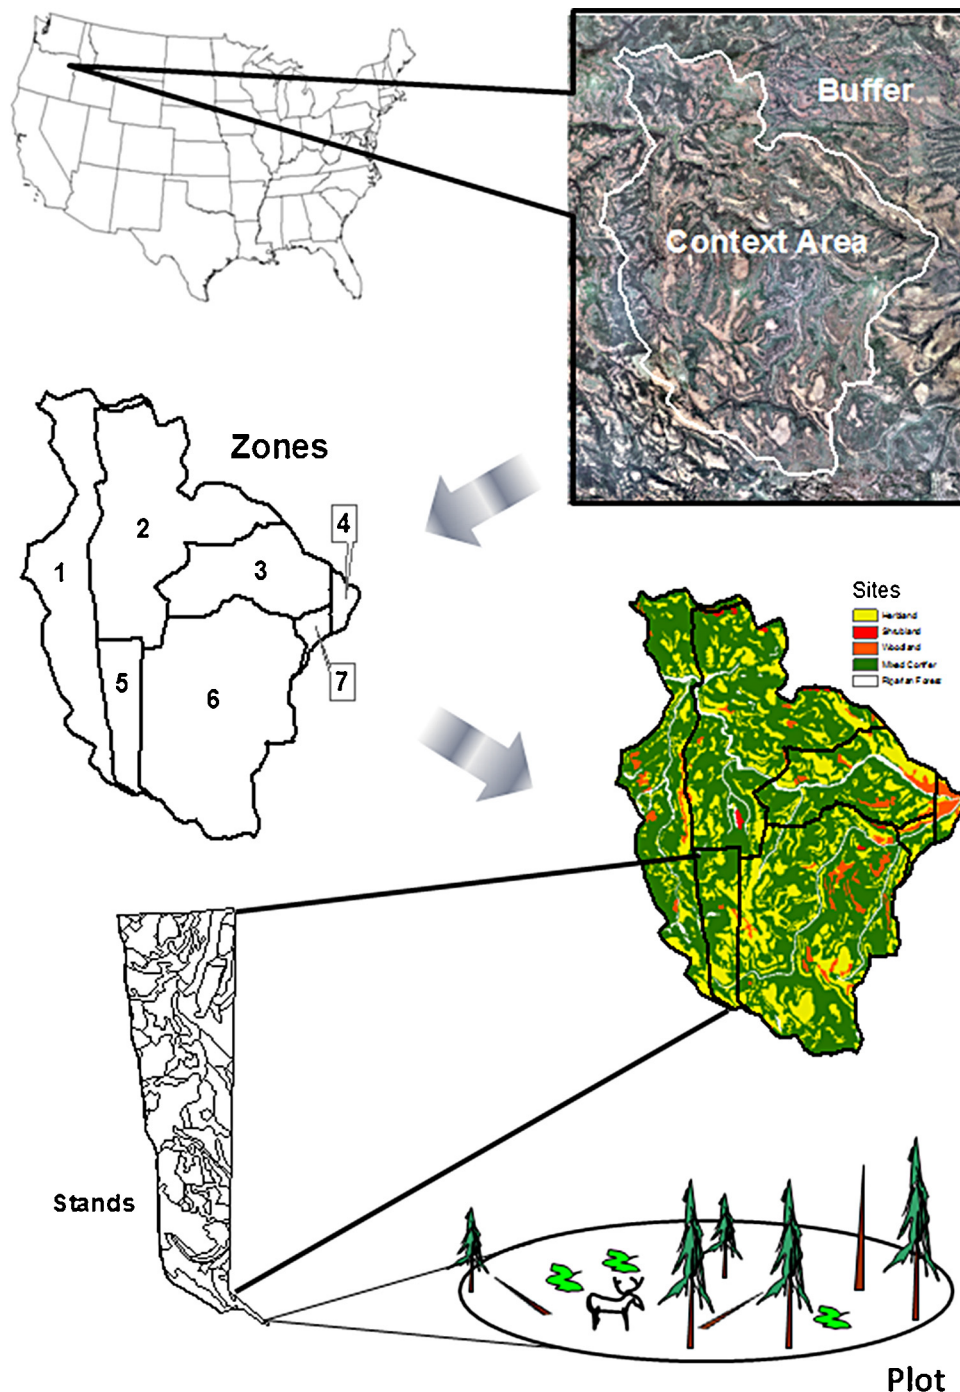 Buffer
Context Area
Zones
1
2
3
4
5
6
7
Sites
Herbland
Shrubland
Woodland
Mixed Conifer
Riparian Forest
Stands
Plot